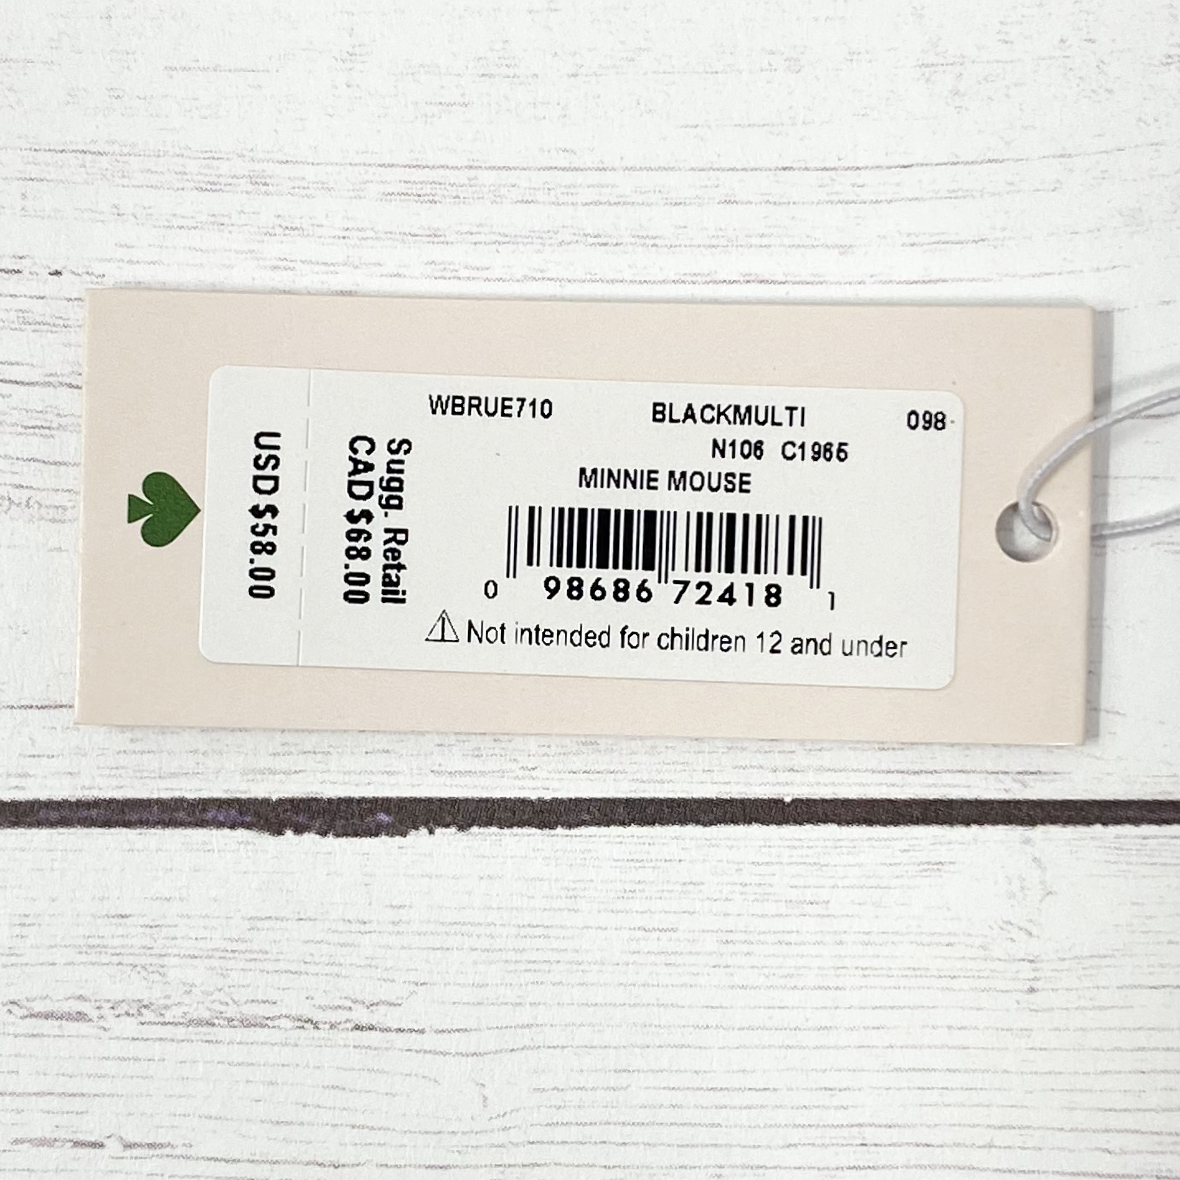 WBRUE710 BLACKMULTI 098
N106 C1965
MINNIE MOUSE
0 98686 72418 1
⚠ Not intended for children 12 and under
Sugg. Retail
CAD $68.00
USD $58.00